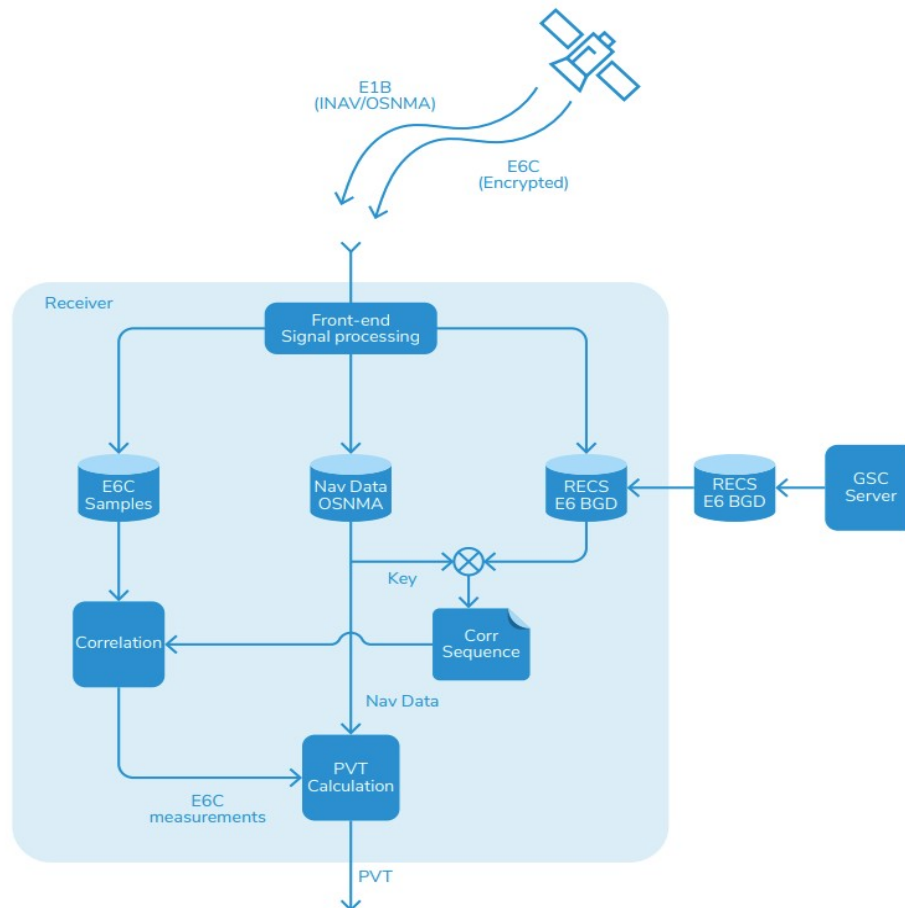 E1B
(INAV/OSNMA)
E6C
(Encrypted)
Receiver
Front-end
Signal processing
E6C
Samples
Nav Data
OSNMA
RECS
E6 BGD
RECS
E6 BGD
GSC
Server
Key
Correlation
Corr
Sequence
Nav Data
PVT
Calculation
E6C
measurements
PVT